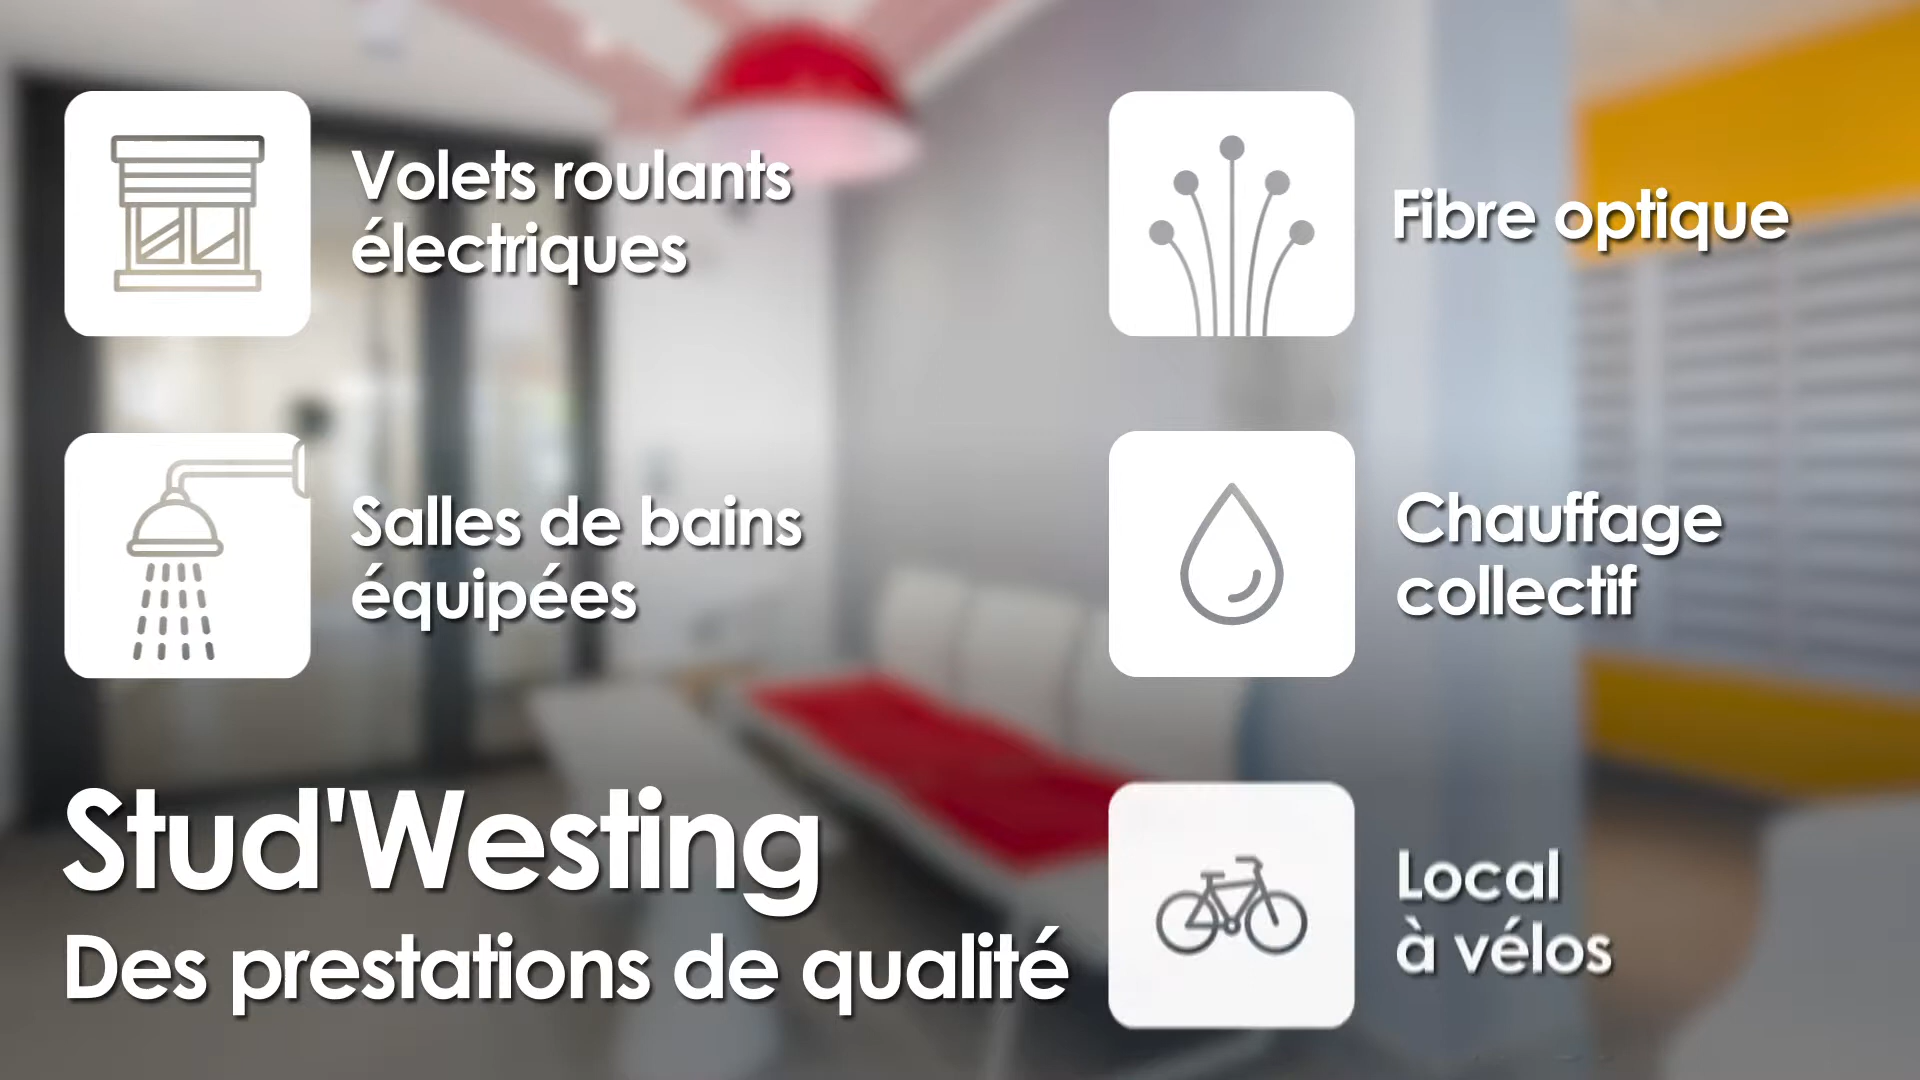 Volets roulants
électriques
Fibre optique
Salles de bains
équipées
Chauffage
collectif
Stud'Westing
Des prestations de qualité
Local
à vélos